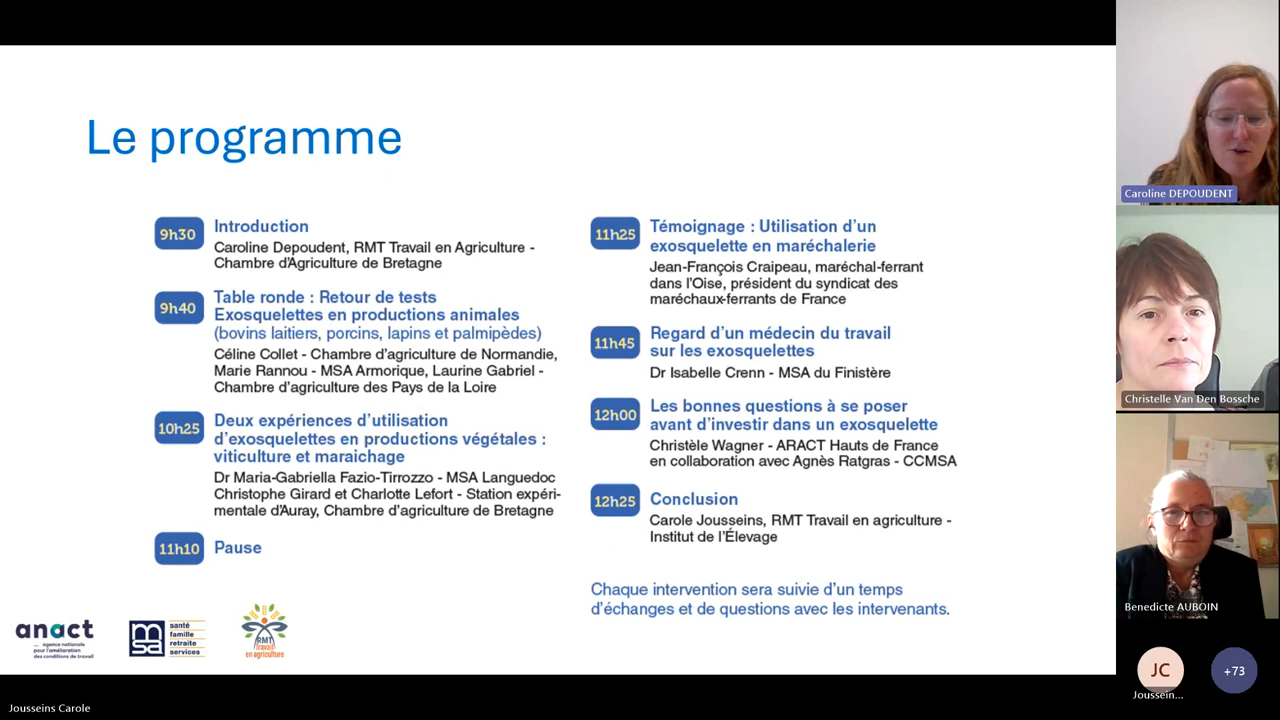 Le programme
9h30
Introduction
Caroline Depoudent, RMT Travail en Agriculture -
Chambre d'Agriculture de Bretagne
9h40
Table ronde : Retour de tests
Exosquelettes en productions animales
(bovins laitiers, porcins, lapins et palmipèdes)
Céline Collet - Chambre d'agriculture de Normandie,
Marie Rannou - MSA Armorique, Laurine Gabriel -
Chambre d'agriculture des Pays de la Loire
10h25
Deux expériences d'utilisation
d'exosquelettes en productions végétales :
viticulture et maraichage
Dr Maria-Gabriella Fazio-Tirrozzo - MSA Languedoc
Christophe Girard et Charlotte Lefort - Station expéri-
mentale d'Auray, Chambre d'agriculture de Bretagne
11h10
Pause
11h25
Témoignage : Utilisation d'un
exosquelette en maréchalerie
Jean-François Craipeau, maréchal-ferrant
dans l'Oise, président du syndicat des
maréchaux-ferrants de France
11h45
Regard d'un médecin du travail
sur les exosquelettes
Dr Isabelle Crenn - MSA du Finistère
12h00
Les bonnes questions à se poser
avant d'investir dans un exosquelette
Christèle Wagner - ARACT Hauts de France
en collaboration avec Agnès Ratgras - CCMSA
12h25
Conclusion
Carole Jousseins, RMT Travail en agriculture -
Institut de l'Élevage
Chaque intervention sera suivie d'un temps
d'échanges et de questions avec les intervenants.
anact
agence nationale
pour l'amélioration
des conditions de travail
msa
santé
famille
retraite
services
RMT
Travail
en agriculture
Caroline DEPOUDENT
Christelle Van Den Bossche
Benedicte AUBOIN
JC
Joussein...
+73
Jousseins Carole